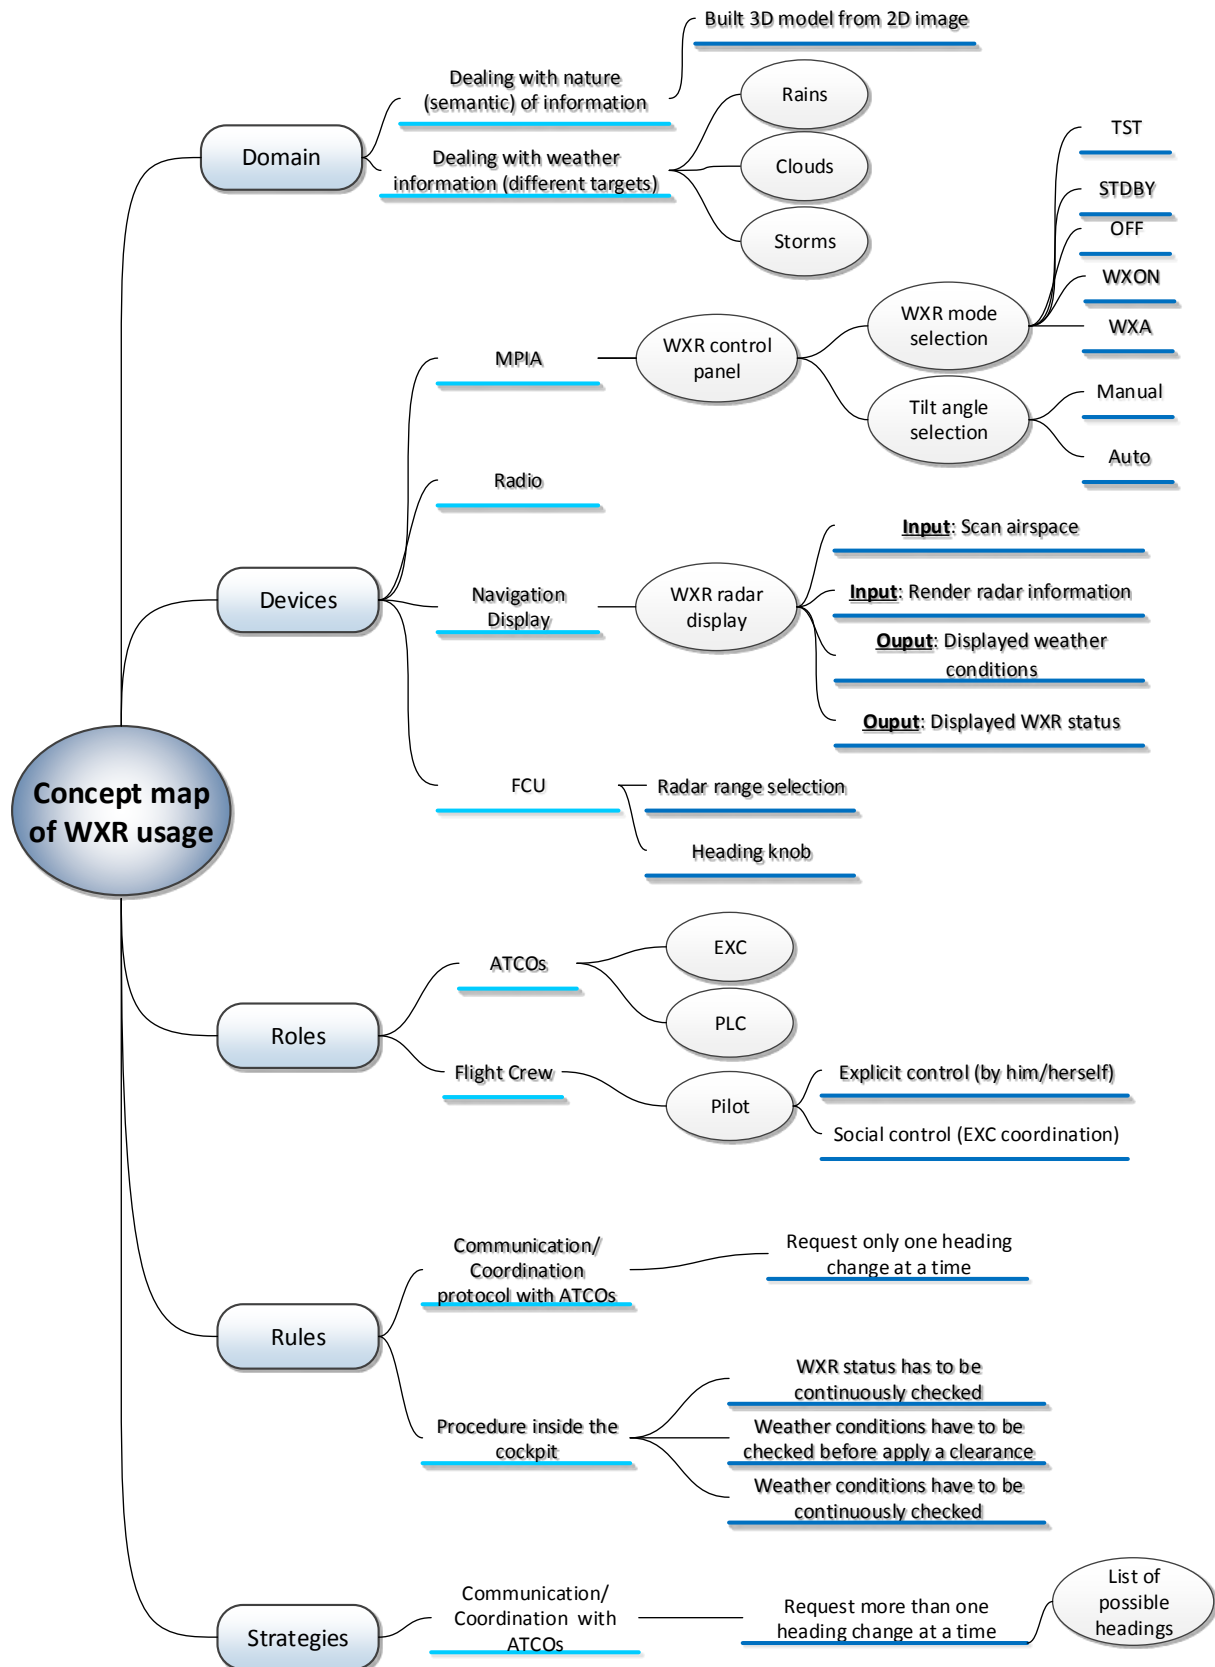 Built 3D model from 2D image
Dealing with nature
(semantic) of information
Rains
Domain
Dealing with weather
information (different targets)
Clouds
Storms
TST
STDBY
OFF
WXON
WXA
WXR mode
selection
MPIA
WXR control
panel
Tilt angle
selection
Manual
Auto
Radio
Input: Scan airspace
Devices
Navigation
Display
WXR radar
display
Input: Render radar information
Ouput: Displayed weather
conditions
Ouput: Displayed WXR status
Concept map
of WXR usage
FCU
Radar range selection
Heading knob
EXC
ATCOs
Roles
PLC
Flight Crew
Pilot
Explicit control (by him/herself)
Social control (EXC coordination)
Communication/
Coordination
protocol with ATCOs
Request only one heading
change at a time
Rules
WXR status has to be
continuously checked
Procedure inside the
cockpit
Weather conditions have to be
checked before apply a clearance
Weather conditions have to be
continuously checked
Strategies
Communication/
Coordination with
ATCOs
Request more than one
heading change at a time
List of
possible
headings